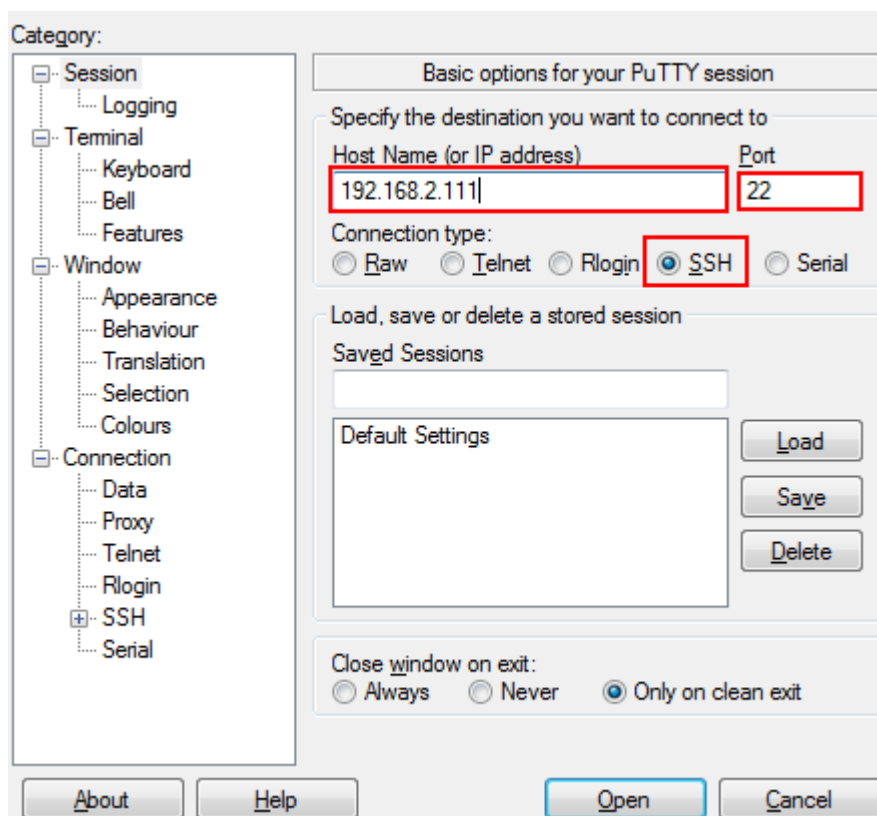 Category:
Session
Logging
Terminal
Keyboard
Bell
Features
Window
Appearance
Behaviour
Translation
Selection
Colours
Connection
Data
Proxy
Telnet
Rlogin
SSH
Serial
Basic options for your PuTTY session
Specify the destination you want to connect to
Host Name (or IP address) Port
192.168.2.111 22
Connection type:
Raw Telnet Rlogin SSH Serial
Load, save or delete a stored session
Saved Sessions
Default Settings
Load
Save
Delete
Close window on exit:
Always Never Only on clean exit
About Help Open Cancel